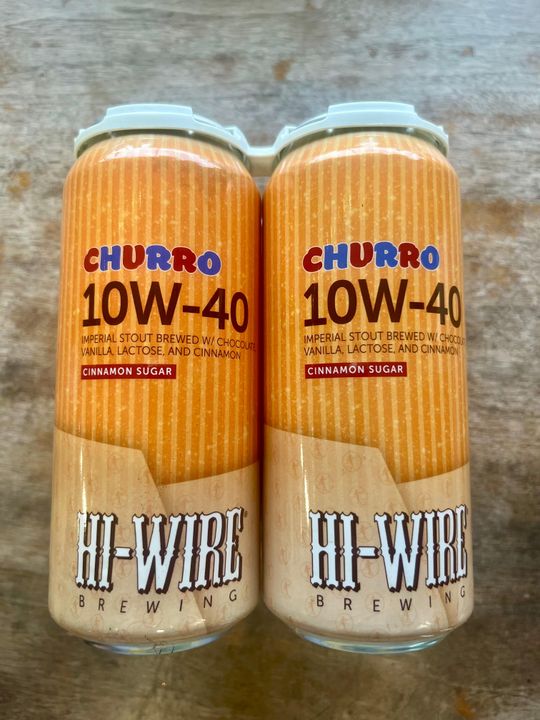 CHURRO
10W-40
IMPERIAL STOUT BREWED W/ CHOCOLATE,
VANILLA, LACTOSE, AND CINNAMON
CINNAMON SUGAR
HI-WIRE
BREWING
CHURRO
10W-40
IMPERIAL STOUT BREWED W/ CHOCOLATE,
VANILLA, LACTOSE, AND CINNAMON
CINNAMON SUGAR
HI-WIRE
BREWING